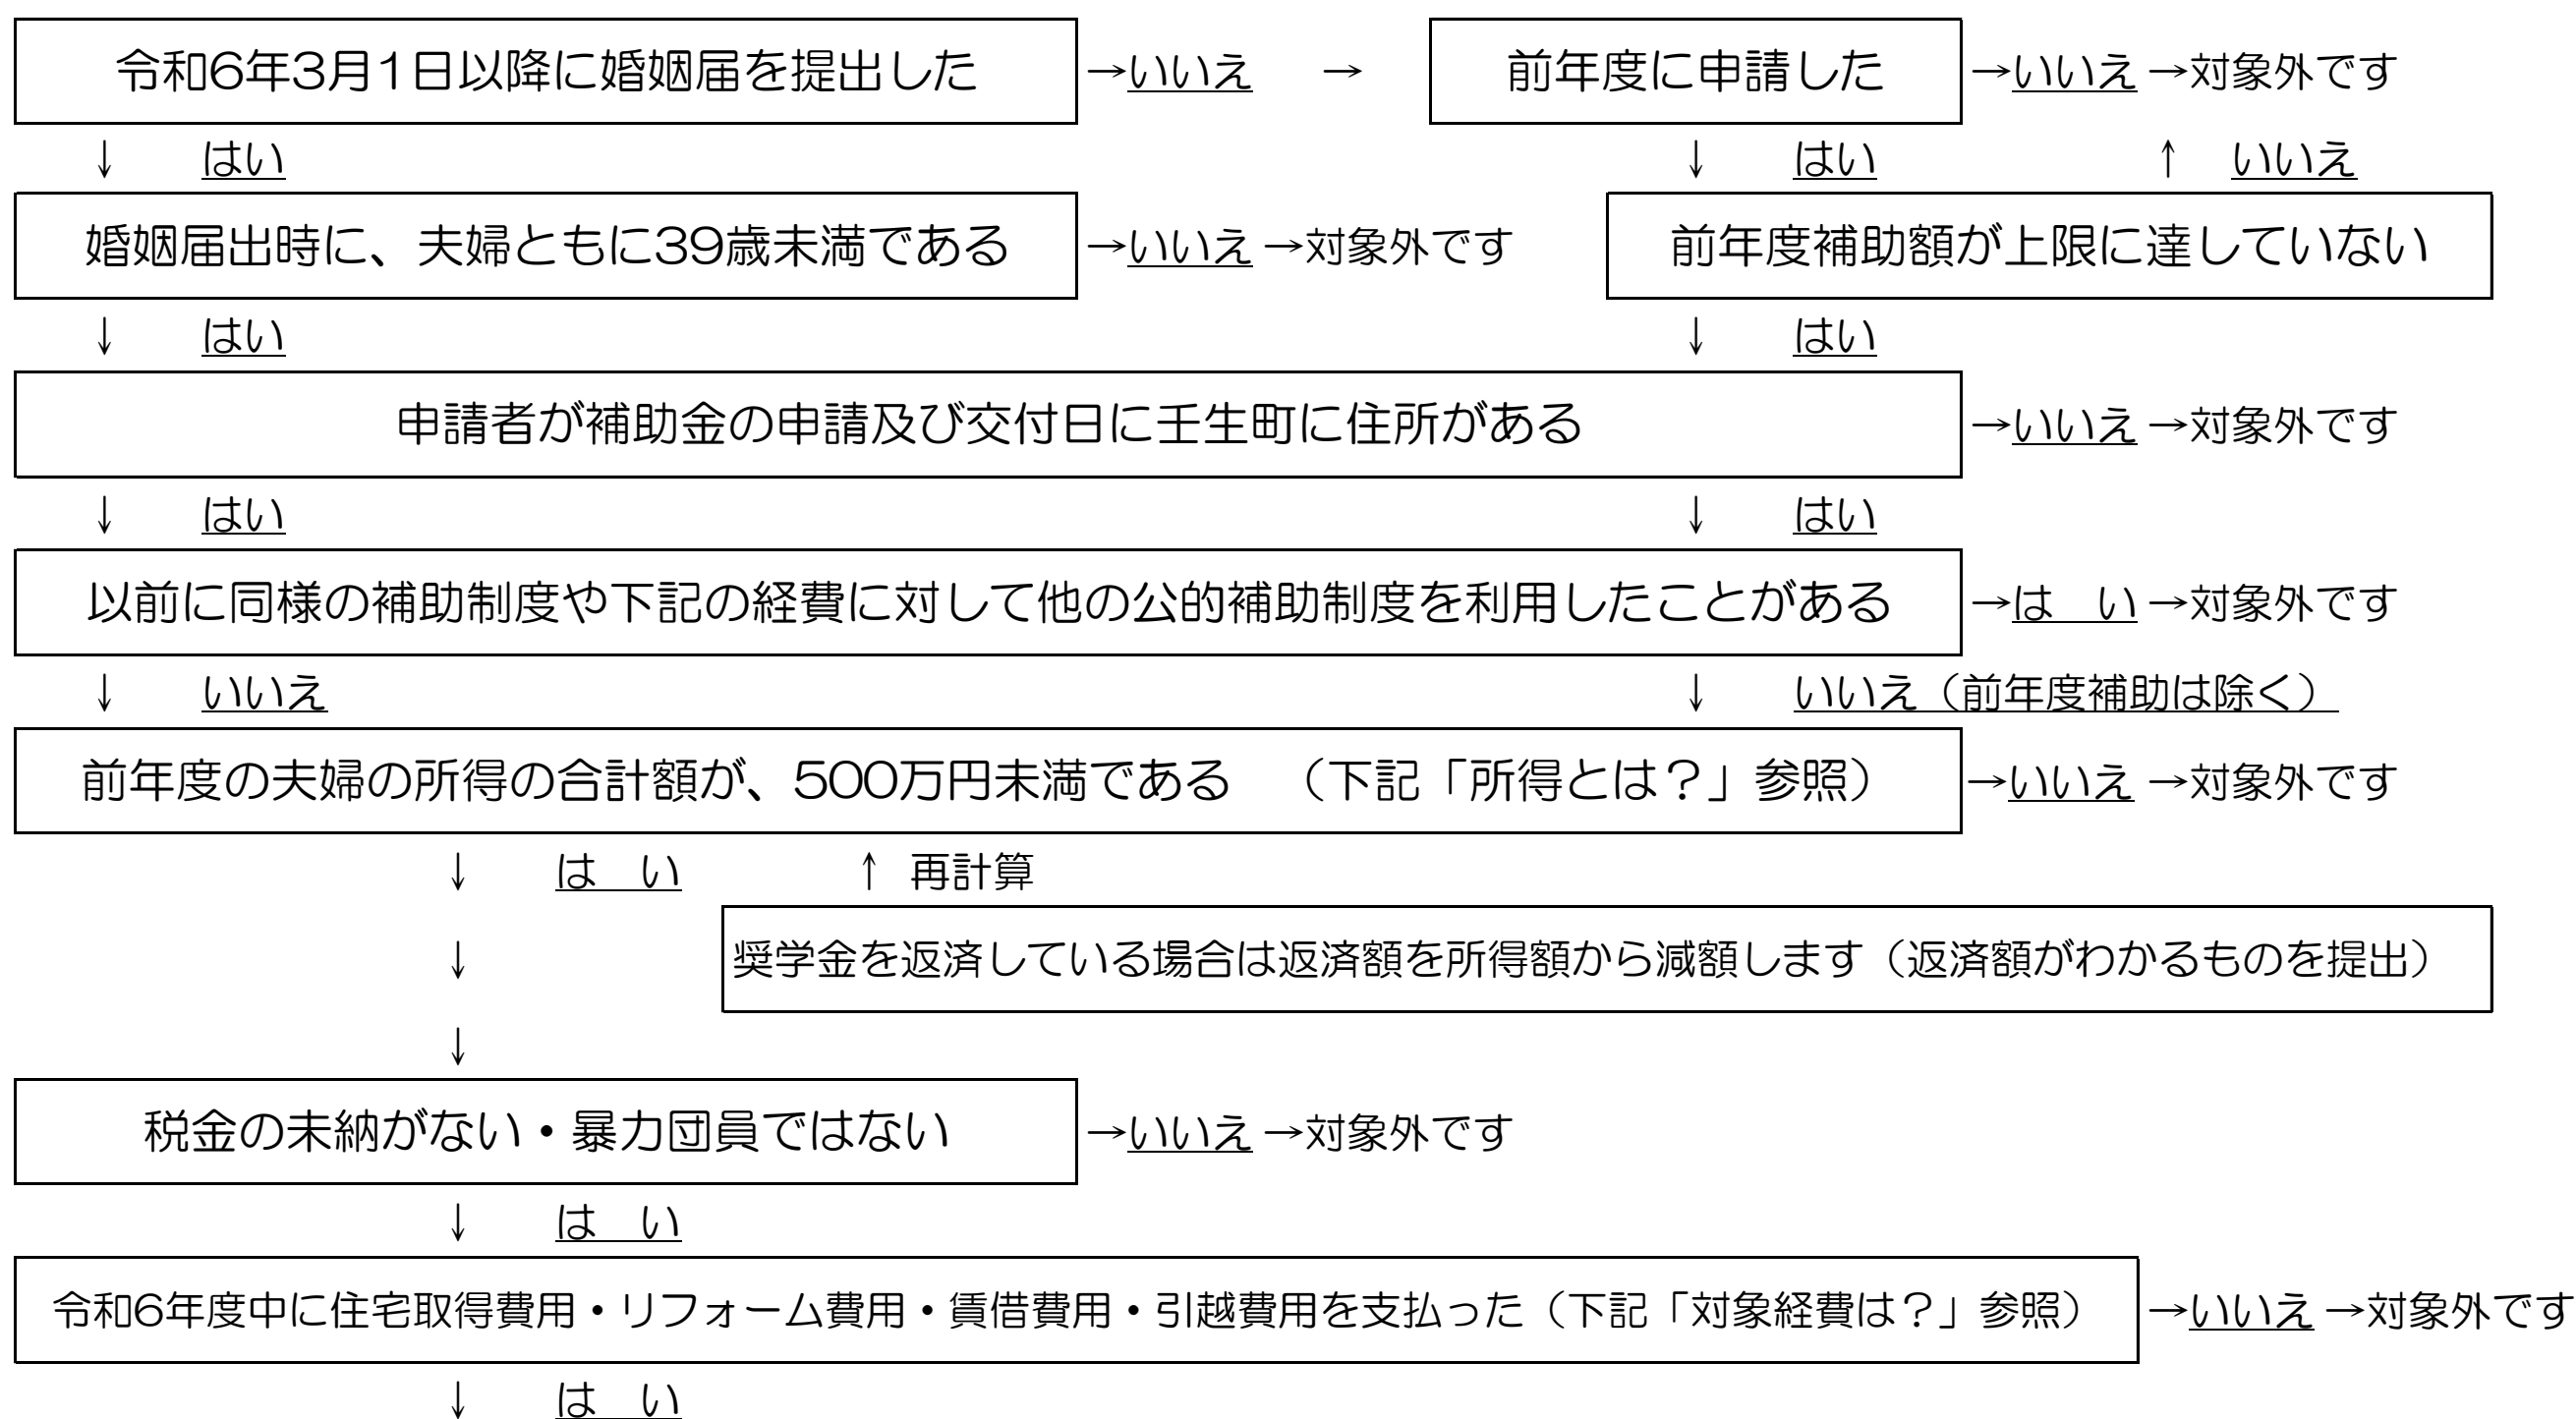 令和6年3月1日以降に婚姻届を提出した →いいえ → 前年度に申請した →いいえ →対象外です
↓ はい ↓ はい ↑ いいえ
婚姻届出時に、夫婦ともに39歳未満である →いいえ →対象外です 前年度補助額が上限に達していない
↓ はい ↓ はい
申請者が補助金の申請及び交付日に壬生町に住所がある →いいえ →対象外です
↓ はい ↓ はい
以前に同様の補助制度や下記の経費に対して他の公的補助制度を利用したことがある →は い →対象外です
↓ いいえ ↓ いいえ（前年度補助は除く）
前年度の夫婦の所得の合計額が、500万円未満である （下記「所得とは？」参照） →いいえ →対象外です
↓ は い ↑ 再計算
↓ 奨学金を返済している場合は返済額を所得額から減額します（返済額がわかるものを提出）
↓
税金の未納がない・暴力団員ではない →いいえ →対象外です
↓ は い
令和6年度中に住宅取得費用・リフォーム費用・賃借費用・引越費用を支払った（下記「対象経費は？」参照） →いいえ →対象外です
↓ は い